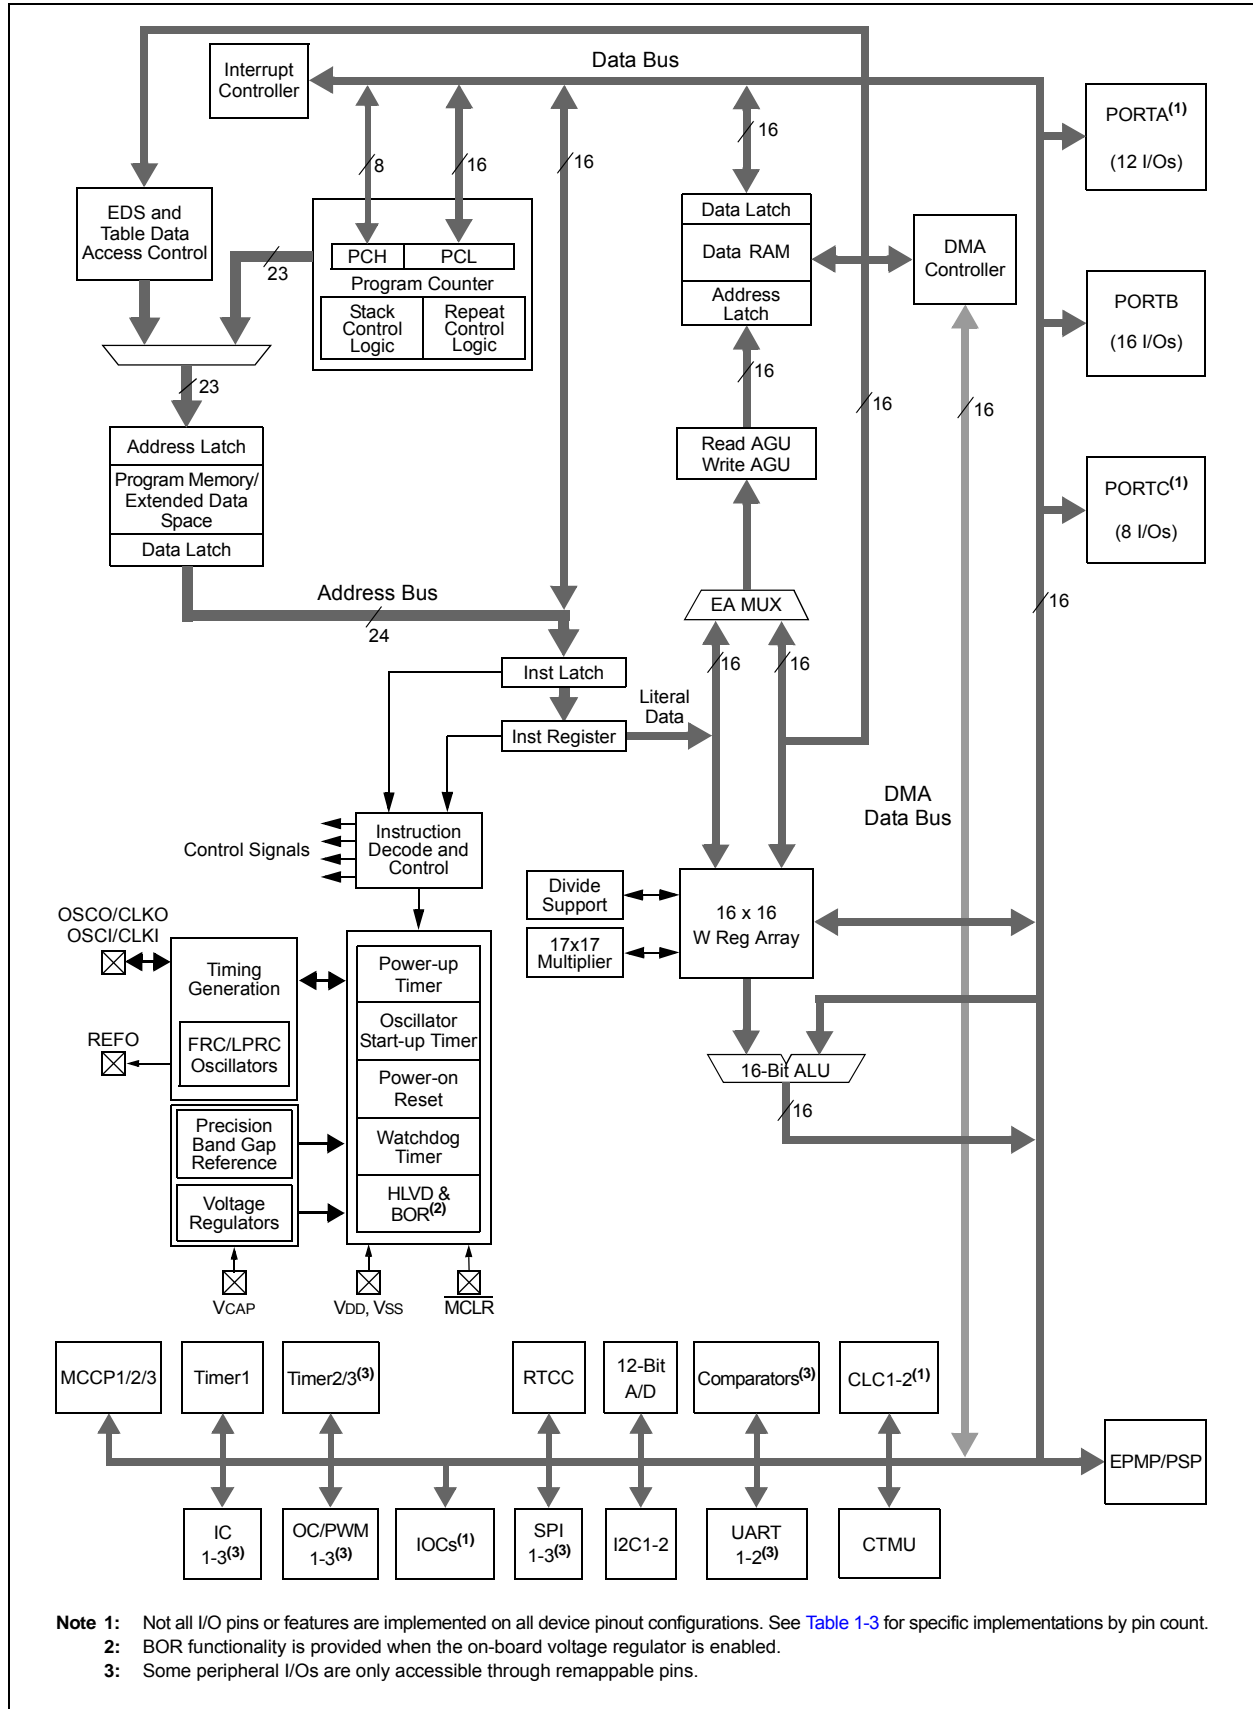 Data Bus
Interrupt
Controller
16
8
16
16
PORTA(1)
(12 I/Os)
EDS and
Table Data
Access Control
23
PCH
PCL
Program Counter
Stack
Control
Logic
Repeat
Control
Logic
Data Latch
Data RAM
Address
Latch
DMA
Controller
PORTB
(16 I/Os)
23
16
16
16
Address Latch
Program Memory/
Extended Data
Space
Data Latch
Read AGU
Write AGU
PORTC(1)
(8 I/Os)
Address Bus
24
EA MUX
16
16
16
Inst Latch
Literal
Data
Inst Register
DMA
Data Bus
Control Signals
Instruction
Decode and
Control
Divide
Support
17x17
Multiplier
16 x 16
W Reg Array
OSCO/CLKO
OSCI/CLKI
Timing
Generation
REFO
FRC/LPRC
Oscillators
Power-up
Timer
Oscillator
Start-up Timer
Power-on
Reset
Watchdog
Timer
HLVD &
BOR(2)
16-Bit ALU
16
Precision
Band Gap
Reference
Voltage
Regulators
VCAP
VDD, VSS
MCLR
MCCP1/2/3
Timer1
Timer2/3(3)
RTCC
12-Bit
A/D
Comparators(3)
CLC1-2(1)
EPMP/PSP
IC
1-3(3)
OC/PWM
1-3(3)
IOCs(1)
SPI
1-3(3)
I2C1-2
UART
1-2(3)
CTMU
Note 1: Not all I/O pins or features are implemented on all device pinout configurations. See Table 1-3 for specific implementations by pin count.
2: BOR functionality is provided when the on-board voltage regulator is enabled.
3: Some peripheral I/Os are only accessible through remappable pins.